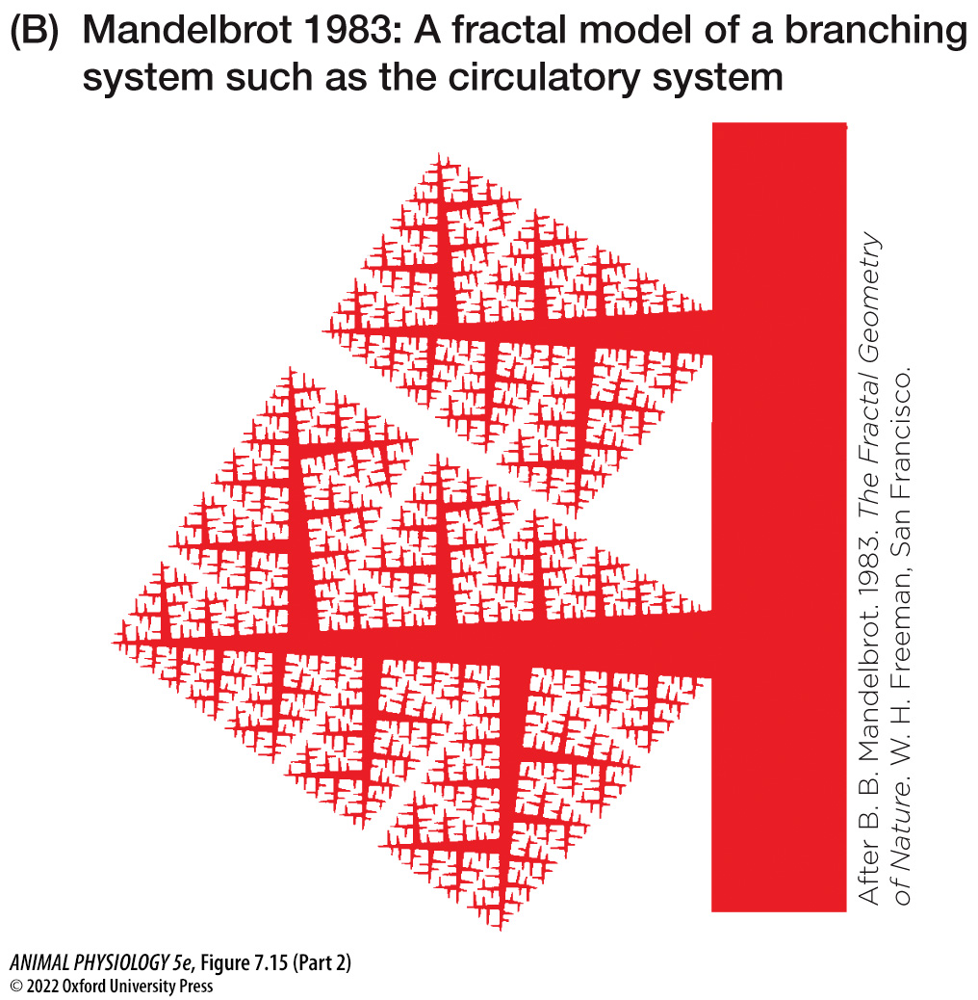 (B) Mandelbrot 1983: A fractal model of a branching
system such as the circulatory system
After B. B. Mandelbrot. 1983. The Fractal Geometry
of Nature. W. H. Freeman, San Francisco.
ANIMAL PHYSIOLOGY 5e, Figure 7.15 (Part 2)
© 2022 Oxford University Press